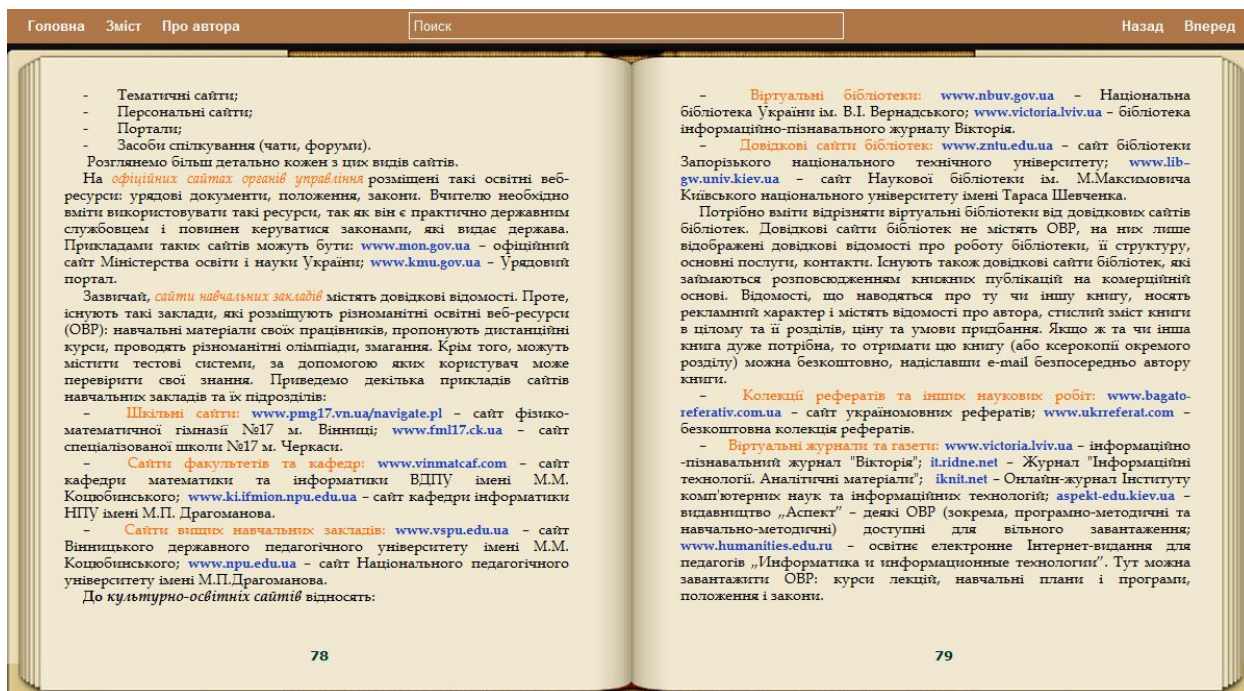 Головна Зміст Про автора Поиск Назад Вперед
- Тематичні сайти;
- Персональні сайти;
- Портали;
- Засоби спілкування (чати, форуми).
Розглянемо більш детально кожен з цих видів сайтів.
На офіційних сайтах органів управління розміщені такі освітні веб-
ресурси: урядові документи, положення, закони. Вчителю необхідно
вміти використовувати такі ресурси, так як він є практично державним
службовцем і повинен керуватися законами, які видає держава.
Прикладами таких сайтів можуть бути: www.mon.gov.ua – офіційний
сайт Міністерства освіти і науки України; www.kmu.gov.ua – Урядовий
портал.
Зазвичай, сайти навчальних закладів містять довідкові відомості. Проте,
існують такі заклади, які розміщують різноманітні освітні веб-ресурси
(ОВР): навчальні матеріали своїх працівників, пропонують дистанційні
курси, проводять різноманітні олімпіади, змагання. Крім того, можуть
містити тестові системи, за допомогою яких користувач може
перевірити свої знання. Приведемо декілька прикладів сайтів
навчальних закладів та їх підрозділів:
- Шкільні сайти: www.pmg17.vn.ua/navigate.pl – сайт фізико-
математичної гімназії №17 м. Вінниці; www.fml17.ck.ua – сайт
спеціалізованої школи №17 м. Черкаси.
- Сайти факультетів та кафедр: www.vinmatcaf.com – сайт
кафедри математики та інформатики ВДПУ імені М.М.
Коцюбинського; www.ki.ifmion.npu.edu.ua – сайт кафедри інформатики
НПУ імені М.П. Драгоманова.
- Сайти вищих навчальних закладів: www.vspu.edu.ua – сайт
Вінницького державного педагогічного університету імені М.М.
Коцюбинського; www.npu.edu.ua – сайт Національного педагогічного
університету імені М.П.Драгоманова.
До культурно-освітніх сайтів відносять:
78
- Віртуальні бібліотеки: www.nbuv.gov.ua – Національна
бібліотека України ім. В.І. Вернадського; www.victoria.lviv.ua – бібліотека
інформаційно-пізнавального журналу Вікторія.
- Довідкові сайти бібліотек: www.zntu.edu.ua – сайт бібліотеки
Запорізького національного технічного університету; www.lib–
gw.univ.kiev.ua – сайт Наукової бібліотеки ім. М.Максимовича
Київського національного університету імені Тараса Шевченка.
Потрібно вміти відрізняти віртуальні бібліотеки від довідкових сайтів
бібліотек. Довідкові сайти бібліотек не містять ОВР, на них лише
відображені довідкові відомості про роботу бібліотеки, її структуру,
основні послуги, контакти. Існують також довідкові сайти бібліотек, які
займаються розповсюдженням книжних публікацій на комерційній
основі. Відомості, що наводяться про ту чи іншу книгу, носять
рекламний характер і містять відомості про автора, стислий зміст книги
в цілому та її розділів, ціну та умови придбання. Якщо ж та чи інша
книга дуже потрібна, то отримати цю книгу (або ксерокопії окремого
розділу) можна безкоштовно, надіславши e-mail безпосередньо автору
книги.
- Колекції рефератів та інших наукових робіт: www.bagato-
referativ.com.ua – сайт україномовних рефератів; www.ukrreferat.com –
безкоштовна колекція рефератів.
- Віртуальні журнали та газети: www.victoria.lviv.ua – інформаційно
-пізнавальний журнал "Вікторія"; it.ridne.net – Журнал "Інформаційні
технології. Аналітичні матеріали"; iknit.net – Онлайн-журнал Інституту
комп'ютерних наук та інформаційних технологій; aspekt-edu.kiev.ua –
видавництво „Аспект” – деякі ОВР (зокрема, програмно-методичні та
навчально-методичні) доступні для вільного завантаження;
www.humanities.edu.ru – освітнє електронне Інтернет-видання для
педагогів „Информатика и информационные технологии”. Тут можна
завантажити ОВР: курси лекцій, навчальні плани і програми,
положення і закони.
79